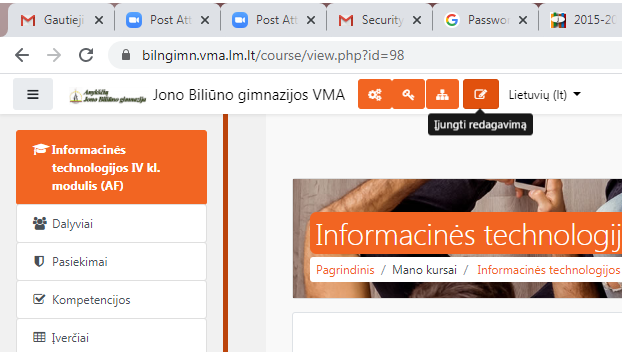 Gautieji
Post Att
Post Att
Security
Passwor
2015-20
bilngimn.vma.lm.lt/course/view.php?id=98
Anykščių
Jono Biliūno gimnazija
Jono Biliūno gimnazijos VMA
Lietuvių (lt)
Įjungti redagavimą
Informacinės
technologijos IV kl.
modulis (AF)
Dalyviai
Pasiekimai
Kompetencijos
Įverčiai
Informacinės technologij
Pagrindinis / Mano kursai / Informacinės technologijos